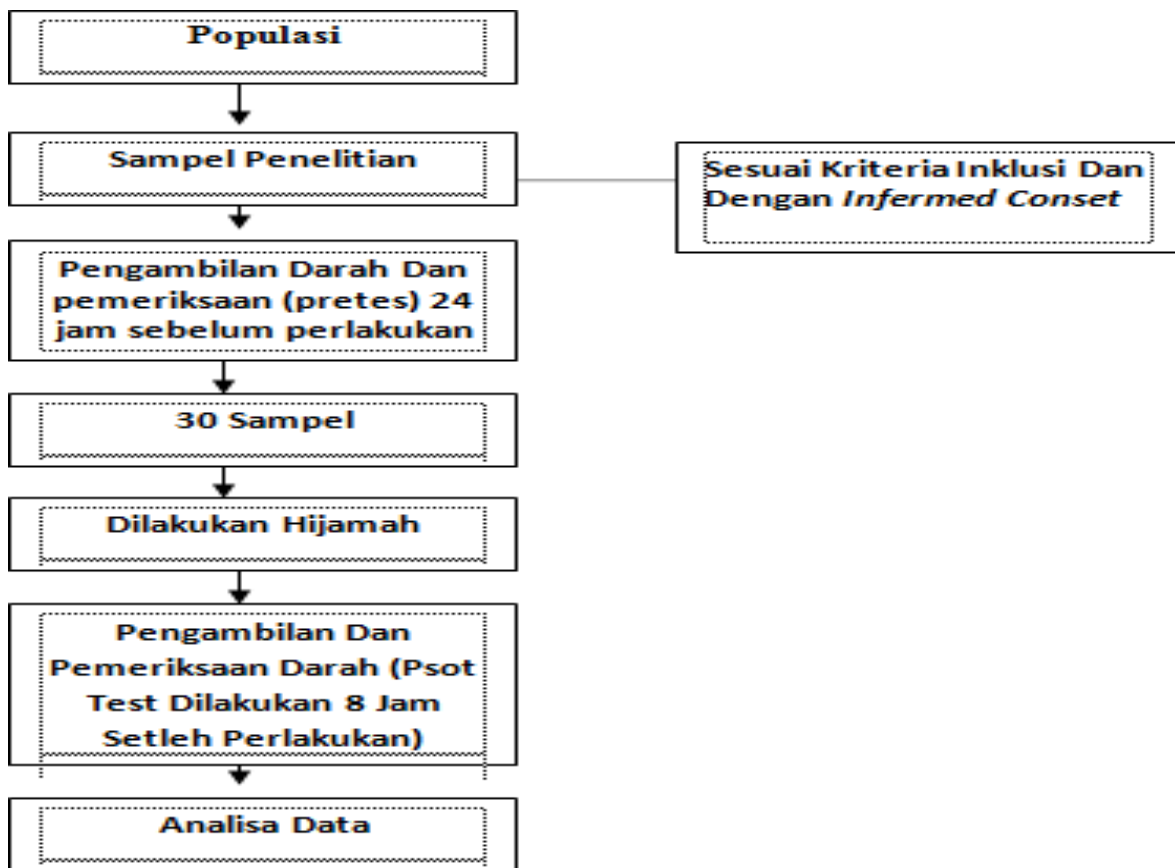 Populasi
Sampel Penelitian
Sesuai Kriteria Inklusi Dan
Dengan Infermed Conset
Pengambilan Darah Dan
pemeriksaan (pretes) 24
jam sebelum perlakukan
30 Sampel
Dilakukan Hijamah
Pengambilan Dan
Pemeriksaan Darah (Psot
Test Dilakukan 8 Jam
Setleh Perlakukan)
Analisa Data